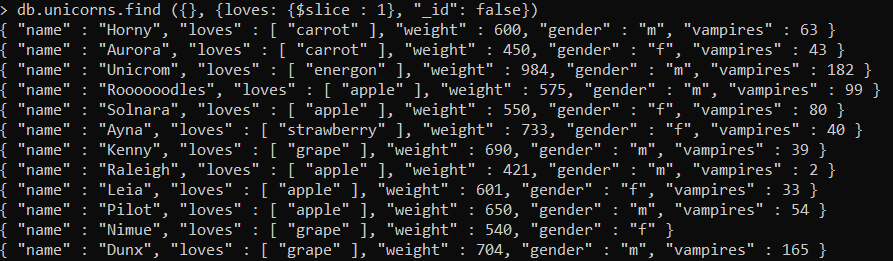 > db.unicorns.find ({}, {loves: {$slice : 1}, "_id": false})
{ "name" : "Horny", "loves" : [ "carrot" ], "weight" : 600, "gender" : "m", "vampires" : 63 }
{ "name" : "Aurora", "loves" : [ "carrot" ], "weight" : 450, "gender" : "f", "vampires" : 43 }
{ "name" : "Unicrom", "loves" : [ "energon" ], "weight" : 984, "gender" : "m", "vampires" : 182 }
{ "name" : "Roooooodles", "loves" : [ "apple" ], "weight" : 575, "gender" : "m", "vampires" : 99 }
{ "name" : "Solnara", "loves" : [ "apple" ], "weight" : 550, "gender" : "f", "vampires" : 80 }
{ "name" : "Ayna", "loves" : [ "strawberry" ], "weight" : 733, "gender" : "f", "vampires" : 40 }
{ "name" : "Kenny", "loves" : [ "grape" ], "weight" : 690, "gender" : "m", "vampires" : 39 }
{ "name" : "Raleigh", "loves" : [ "apple" ], "weight" : 421, "gender" : "m", "vampires" : 2 }
{ "name" : "Leia", "loves" : [ "apple" ], "weight" : 601, "gender" : "f", "vampires" : 33 }
{ "name" : "Pilot", "loves" : [ "apple" ], "weight" : 650, "gender" : "m", "vampires" : 54 }
{ "name" : "Nimue", "loves" : [ "grape" ], "weight" : 540, "gender" : "f" }
{ "name" : "Dunx", "loves" : [ "grape" ], "weight" : 704, "gender" : "m", "vampires" : 165 }